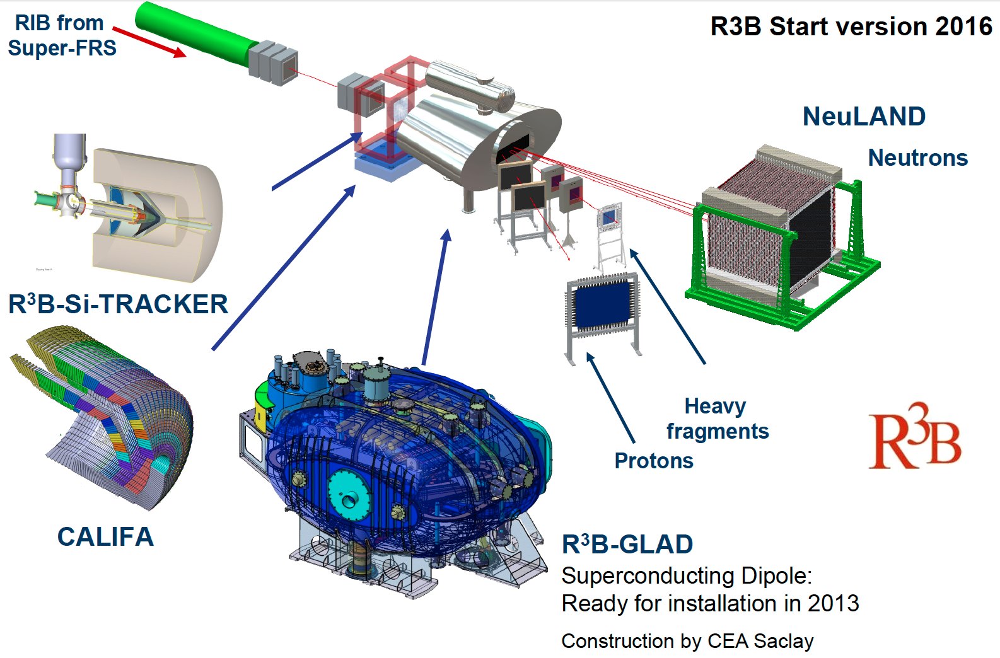 RIB from
Super-FRS
R3B Start version 2016
NeuLAND
Neutrons
R³B-Si-TRACKER
CALIFA
Heavy
fragments
Protons
R³B
R³B-GLAD
Superconducting Dipole:
Ready for installation in 2013
Construction by CEA Saclay